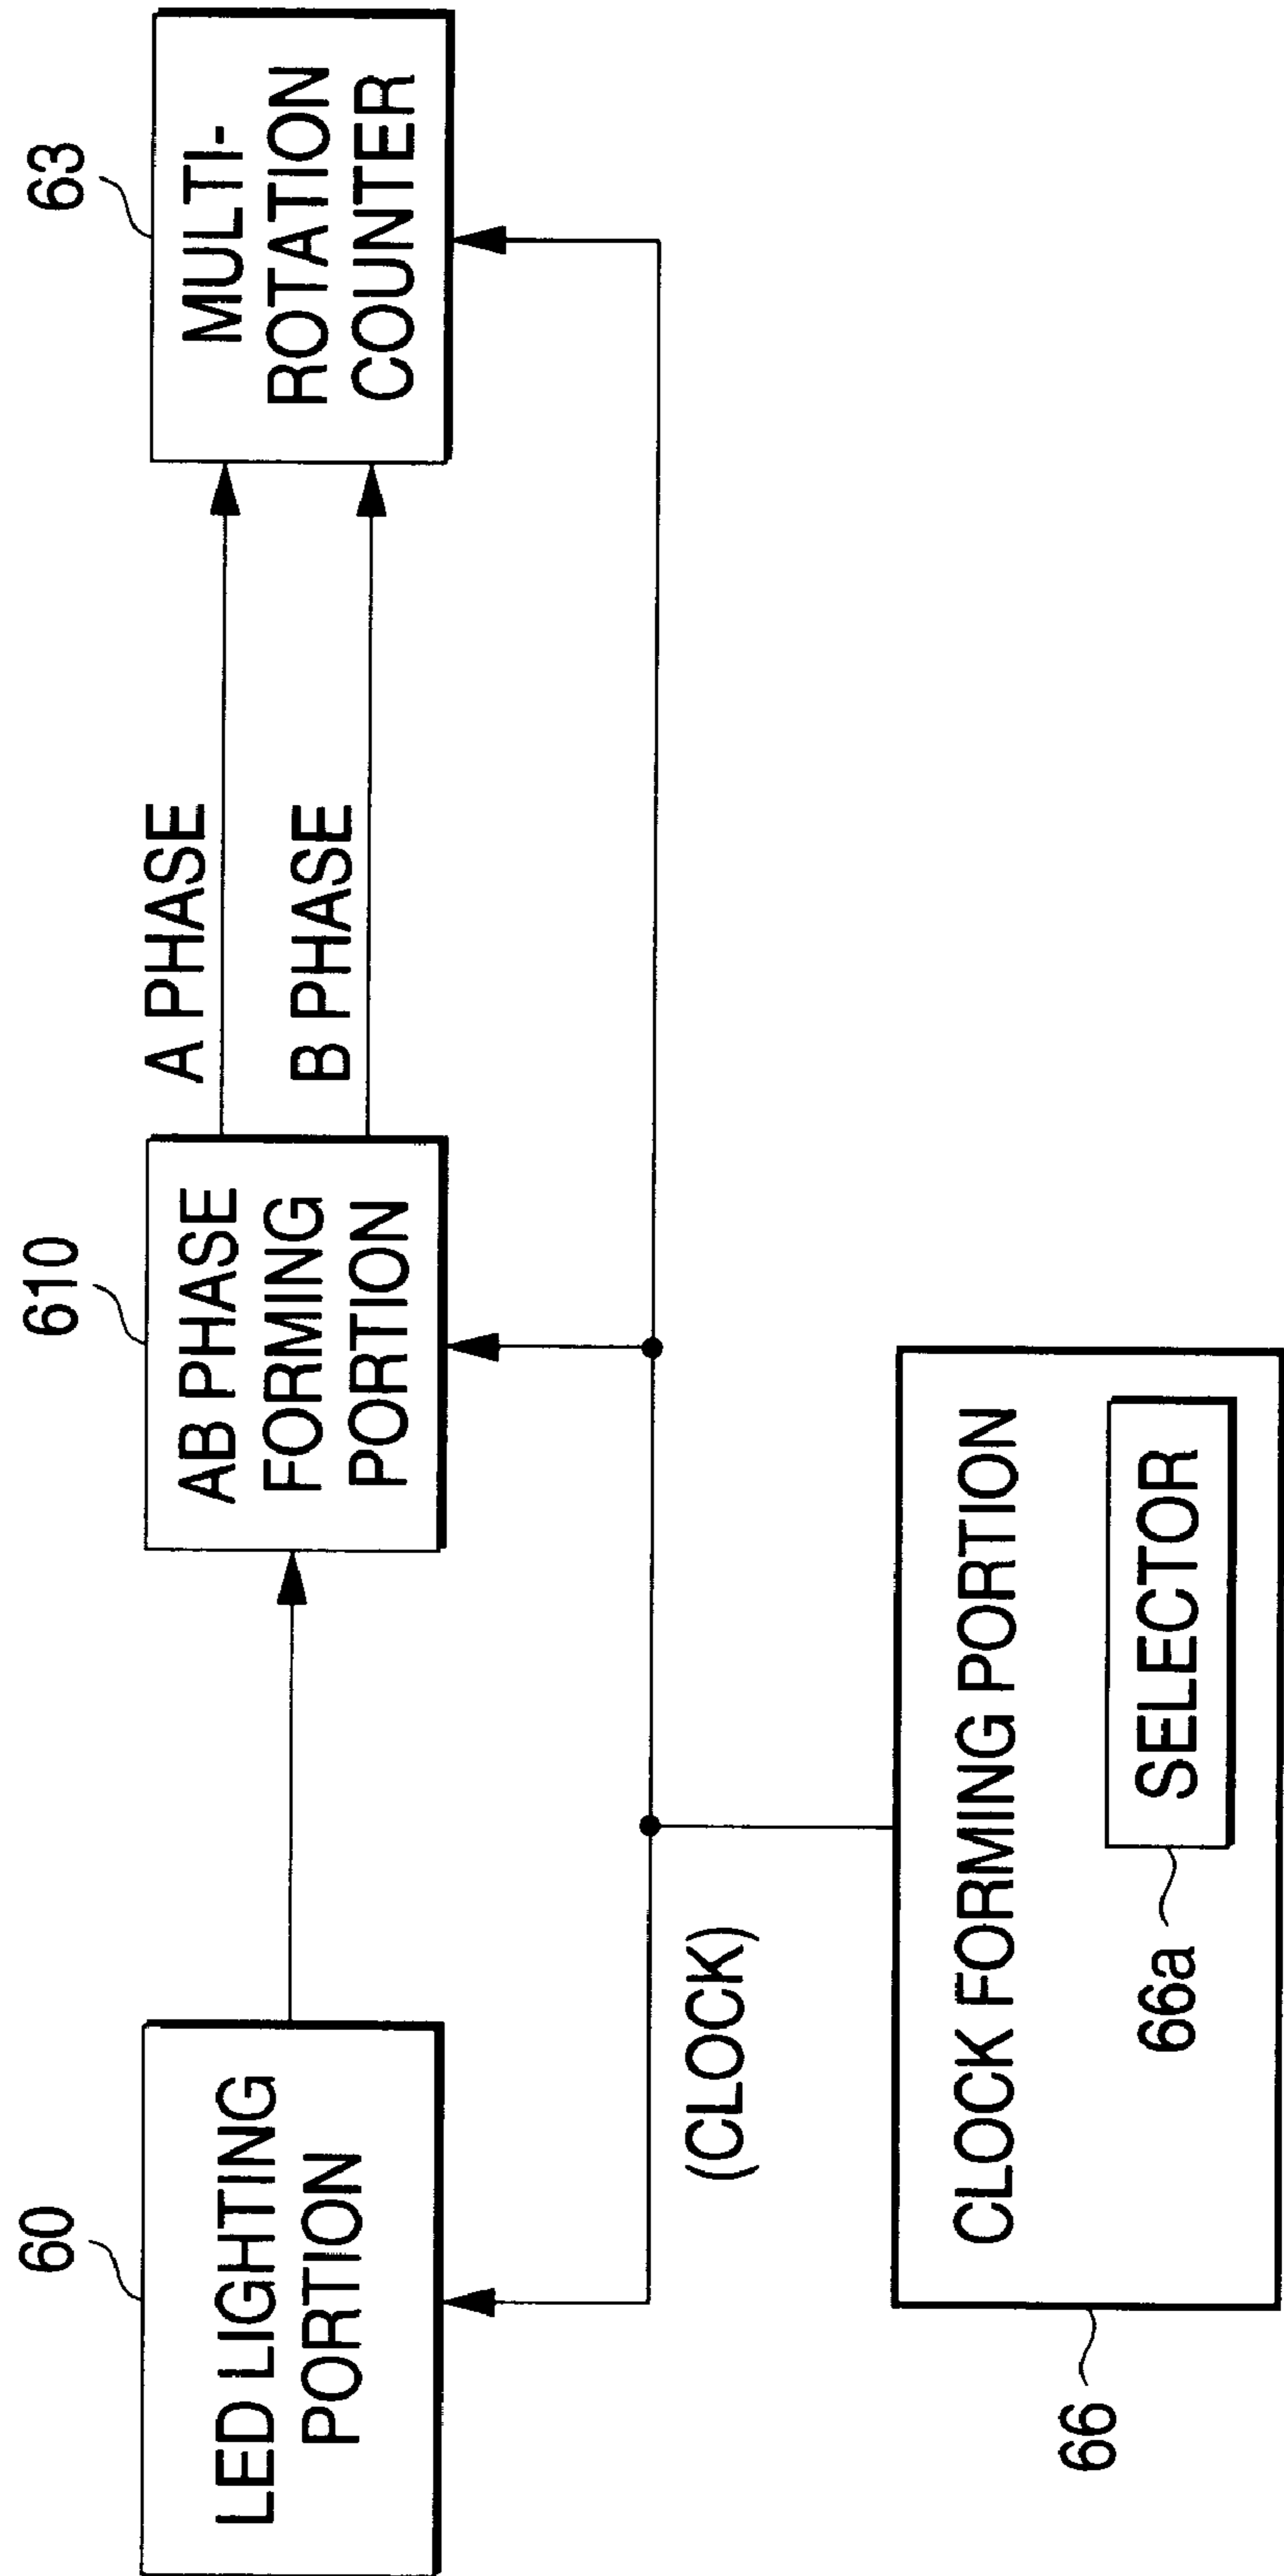 60
LED LIGHTING
PORTION
610
AB PHASE
FORMING
PORTION
A PHASE
B PHASE
63
MULTI-
ROTATION
COUNTER
(CLOCK)
66
CLOCK FORMING PORTION
66a
SELECTOR